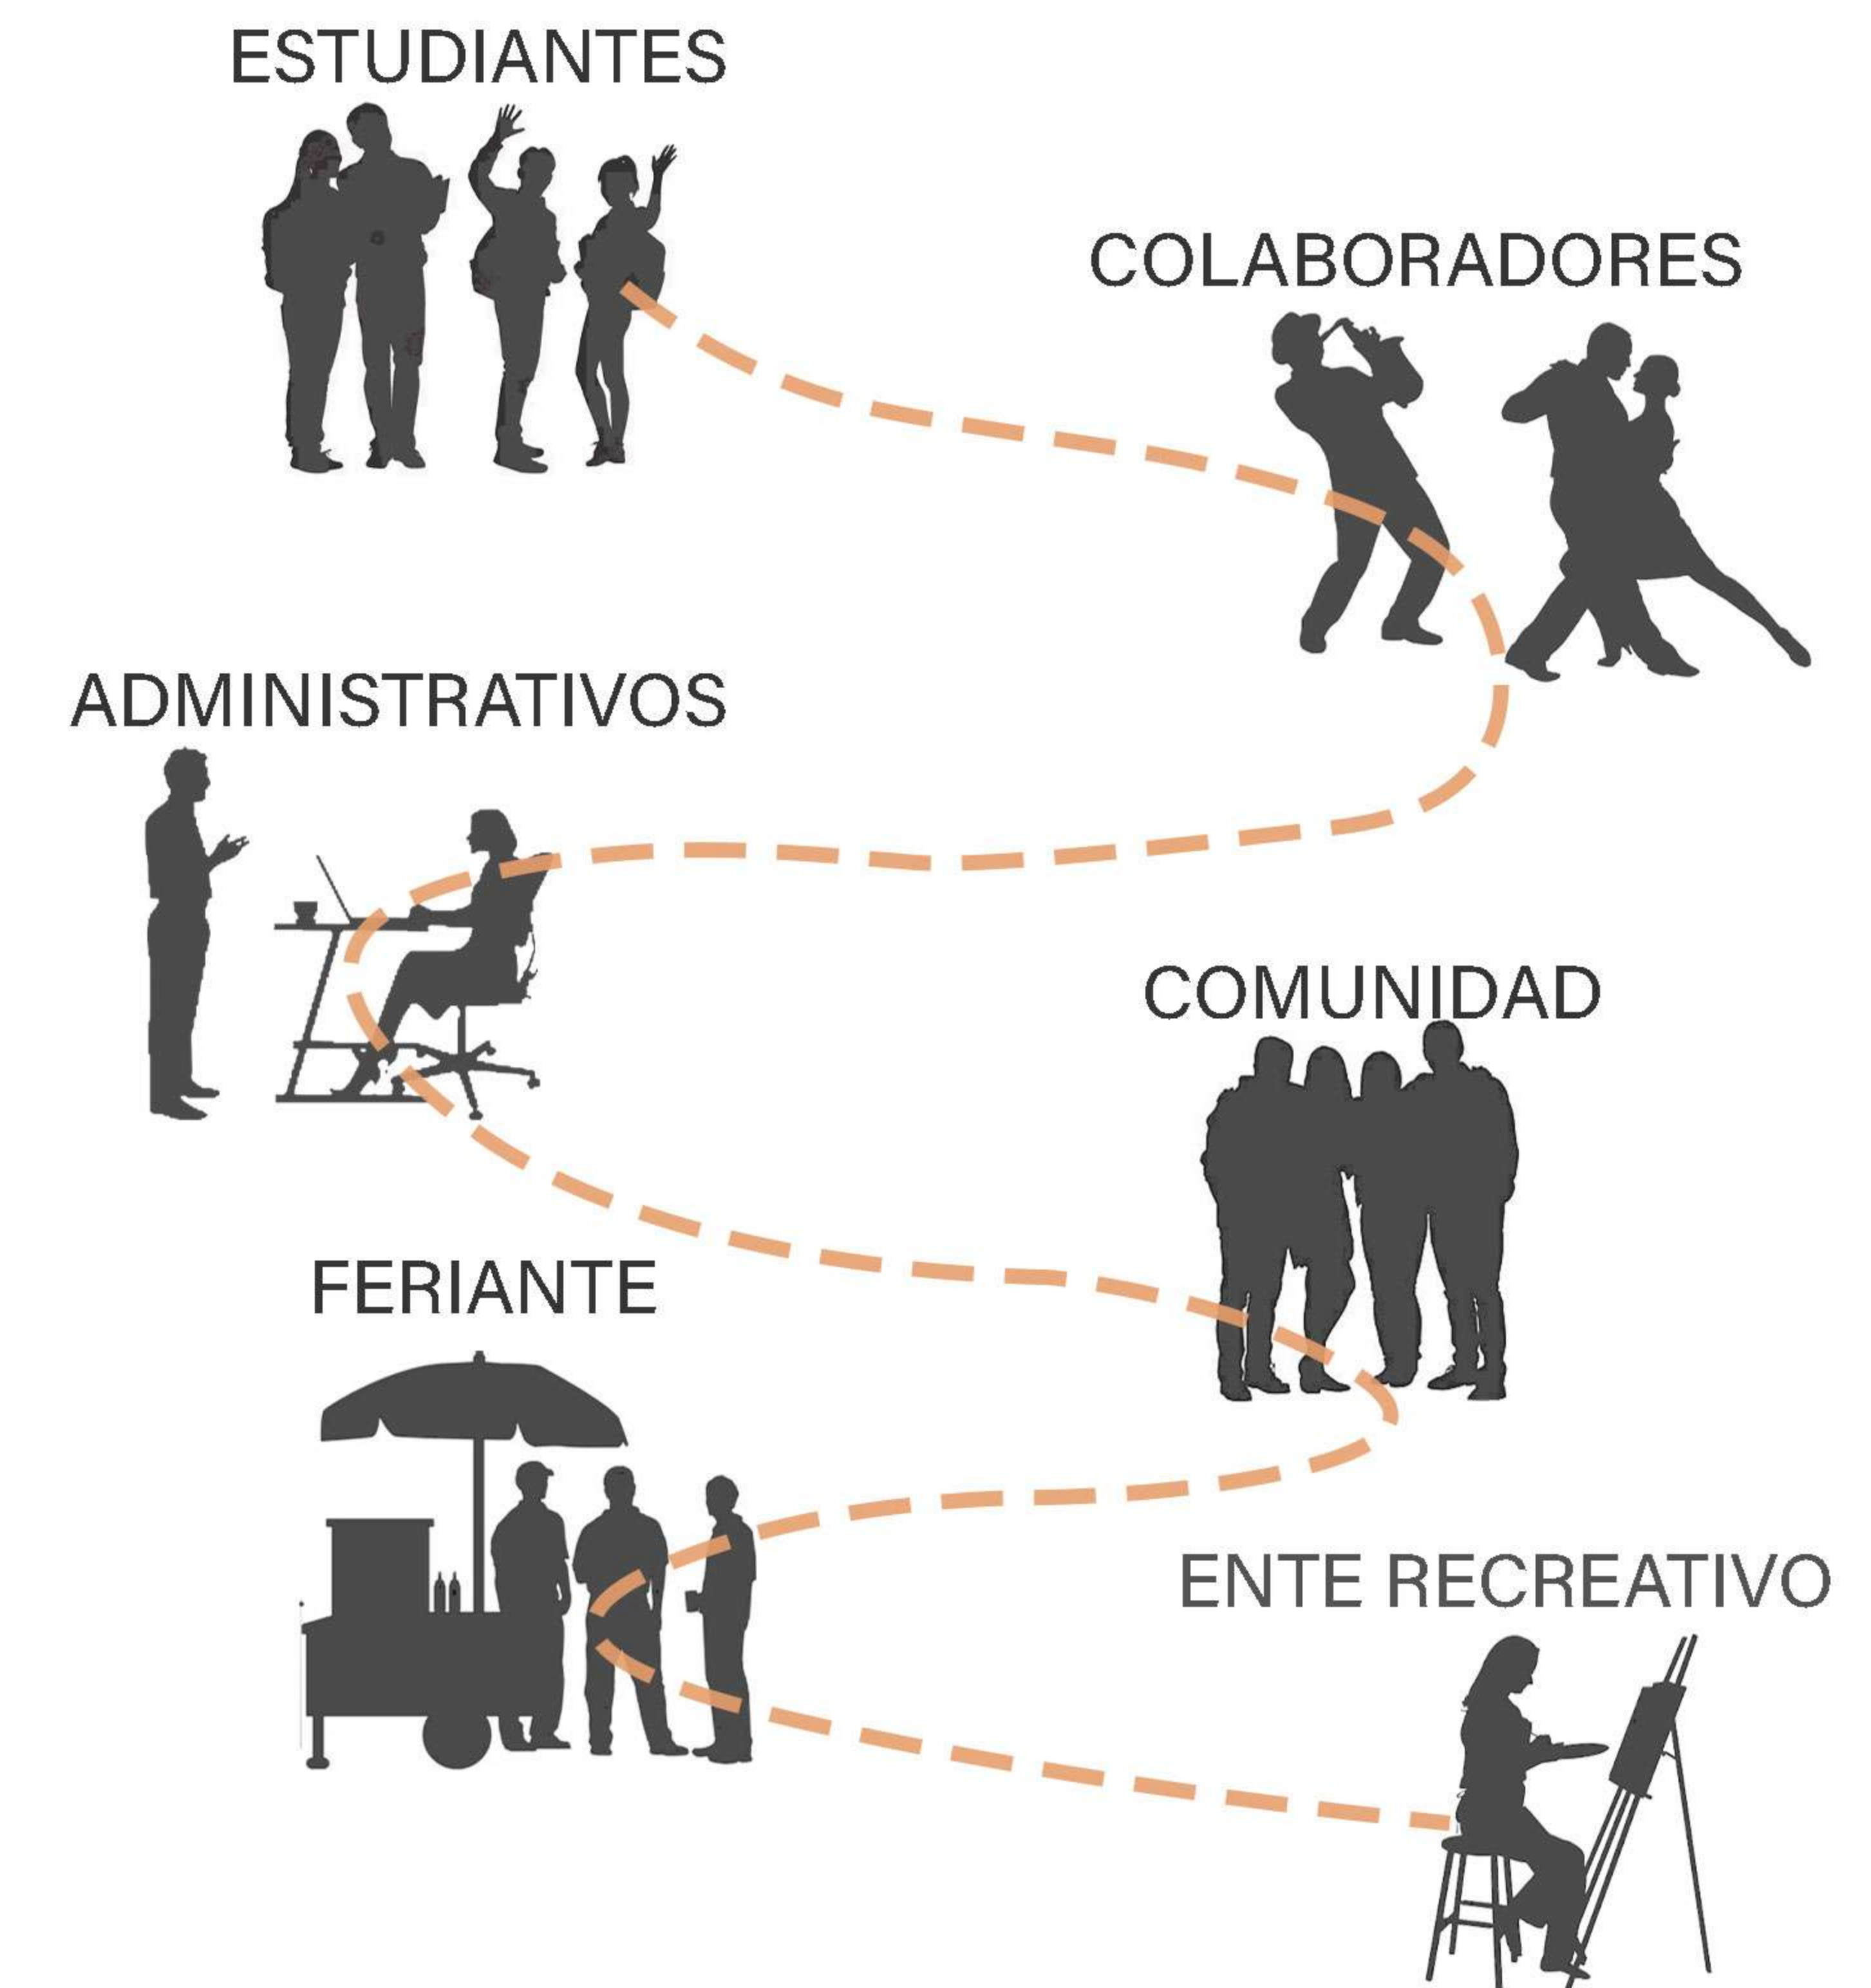 ESTUDIANTES
COLABORADORES
ADMINISTRATIVOS
COMUNIDAD
FERIANTE
ENTE RECREATIVO